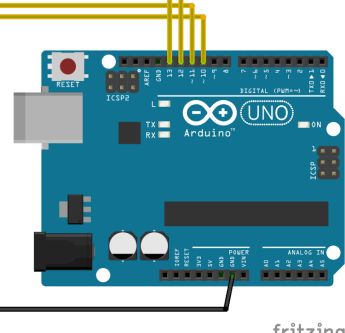 RESET
ICSP2
AREF
GND
13
12
~11
~10
~9
8
7
~6
~5
4
~3
2
TX0▸1
RX0◂0
DIGITAL (PWM=~)
L
TX
RX
Arduino™
UNO
ON
1
ICSP
IOREF
RESET
3V3
5V
GND
GND
VIN
POWER
ANALOG IN
A0
A1
A2
A3
A4
A5
fritzing